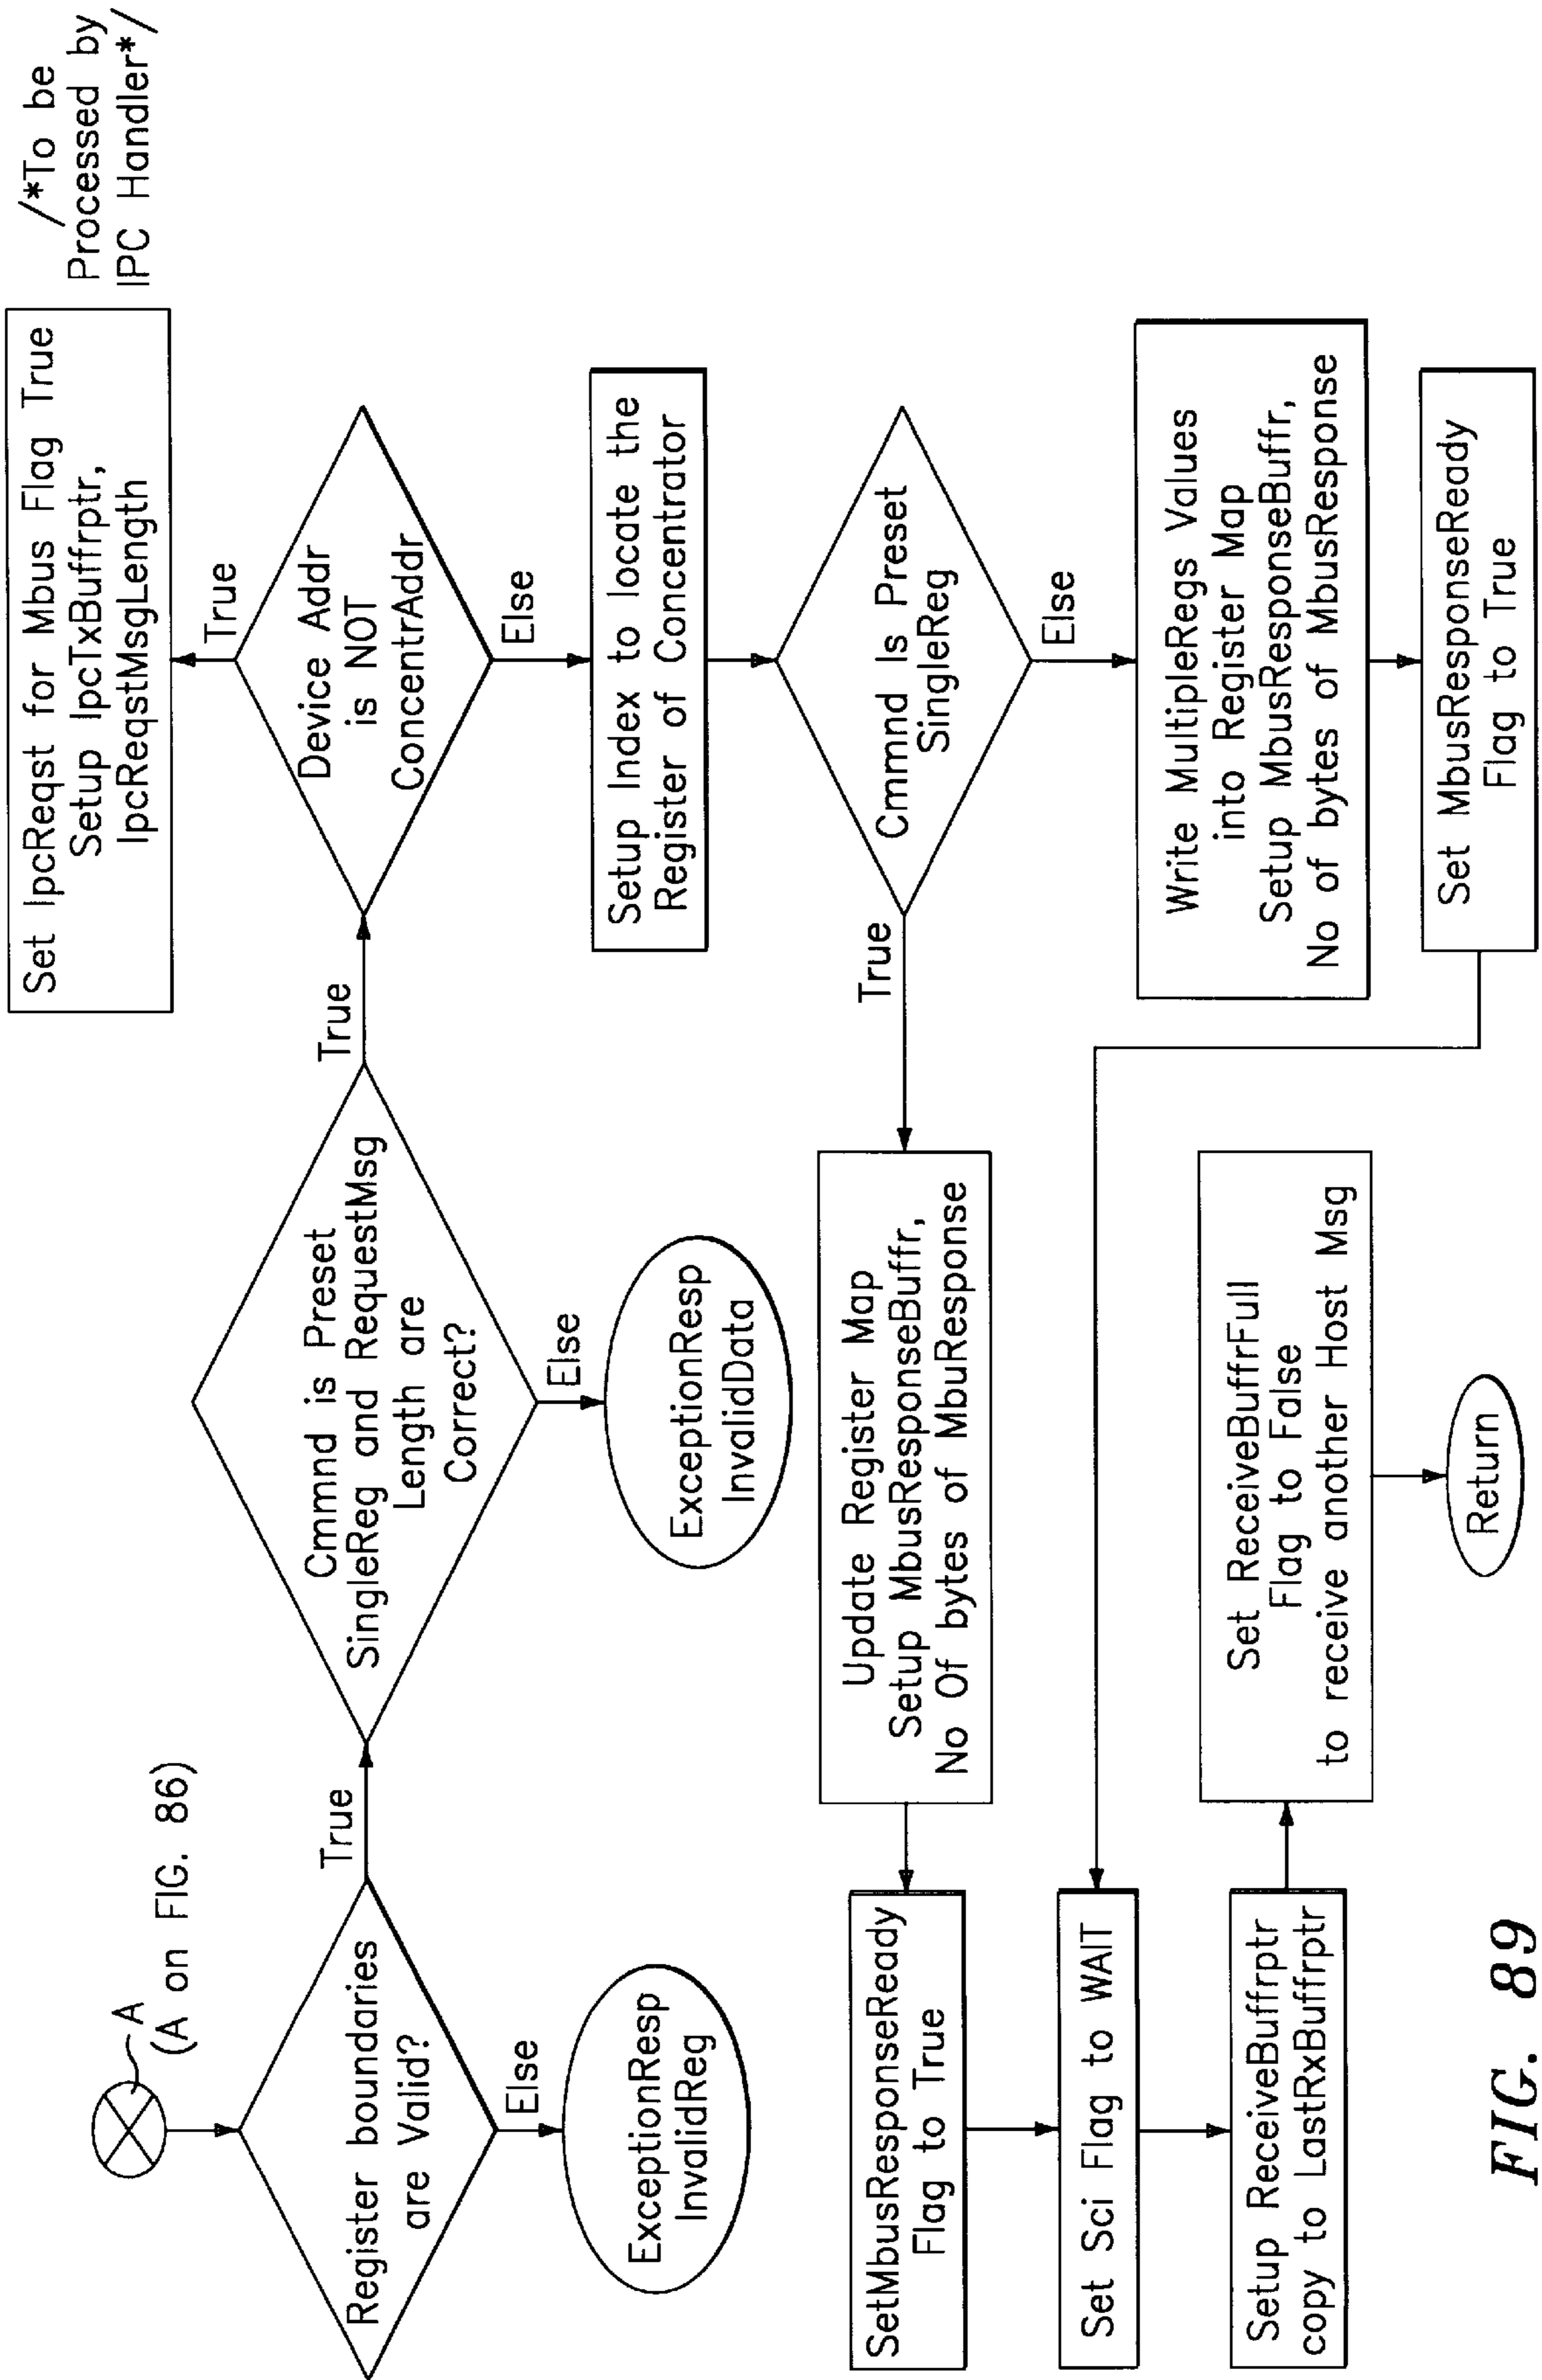 A
(A on FIG. 86)
Register boundaries
are Valid?
True
Else
ExceptionResp
InvalidReg
Cmmnd is Preset
SingleReg and RequestMsg
Length are
Correct?
True
Else
ExceptionResp
InvalidData
Device Addr
is NOT
ConcentrAddr
True
Set IpcReqst for Mbus Flag True
Setup IpcTxBuffrptr,
IpcReqstMsgLength
/*To be
Processed by
IPC Handler*/
Else
Setup Index to locate the
Register of Concentrator
Cmmnd Is Preset
SingleReg
True
Else
Write MultipleRegs Values
into Register Map
Setup MbusResponseBuffr,
No of bytes of MbusResponse
Set MbusResponseReady
Flag to True
Update Register Map
Setup MbusResponseBuffr,
No Of bytes of MbuResponse
SetMbusResponseReady
Flag to True
Set Sci Flag to WAIT
Setup ReceiveBuffrptr
copy to LastRxBuffrptr
Set ReceiveBuffrFull
Flag to False
to receive another Host Msg
Return
FIG. 89